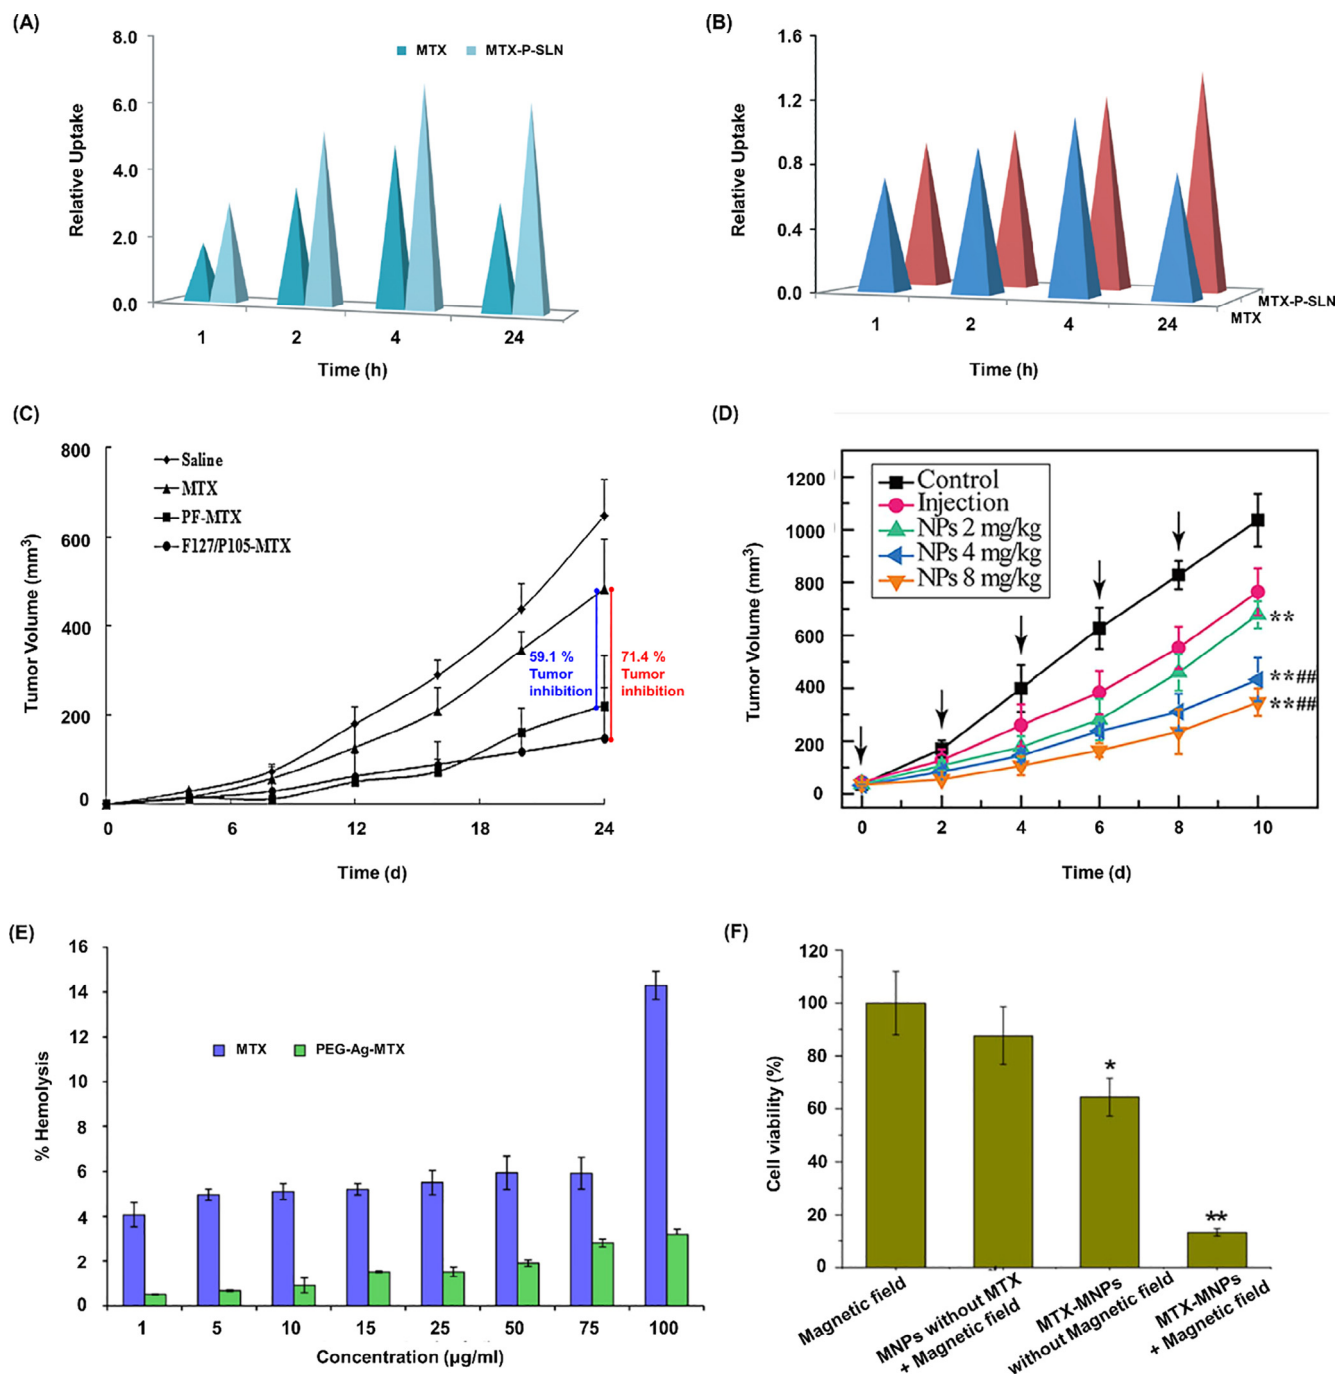 (A)
8.0
6.0
4.0
2.0
0.0
Relative Uptake
MTX
MTX-P-SLN
1
2
4
24
Time (h)
(B)
1.6
1.2
0.8
0.4
0.0
Relative Uptake
1
2
4
24
MTX-P-SLN
MTX
Time (h)
(C)
800
600
400
200
0
Tumor Volume (mm³)
Saline
MTX
PF-MTX
F127/P105-MTX
59.1 %
Tumor
inhibition
71.4 %
Tumor
inhibition
0
6
12
18
24
Time (d)
(D)
1200
1000
800
600
400
200
0
Tumor Volume (mm³)
Control
Injection
NPs 2 mg/kg
NPs 4 mg/kg
NPs 8 mg/kg
**
**##
**##
0
2
4
6
8
10
Time (d)
(E)
16
14
12
10
8
6
4
2
0
% Hemolysis
MTX
PEG-Ag-MTX
1
5
10
15
25
50
75
100
Concentration (µg/ml)
(F)
120
100
80
60
40
20
0
Cell viability (%)
*
**
Magnetic field
MNPs without MTX
+ Magnetic field
MTX-MNPs
without Magnetic field
MTX-MNPs
+ Magnetic field